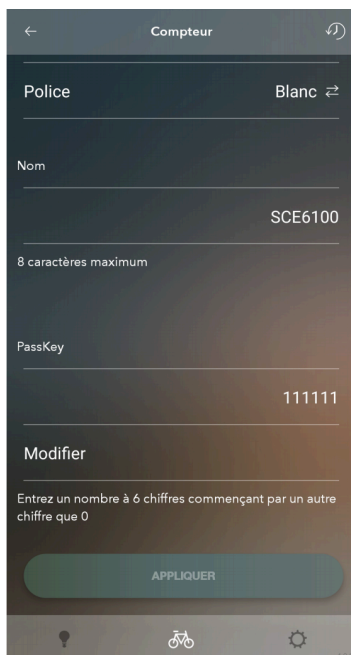 Compteur
Police Blanc
Nom
SCE6100
8 caractères maximum
PassKey
111111
Modifier
Entrez un nombre à 6 chiffres commençant par un autre
chiffre que 0
APPLIQUER